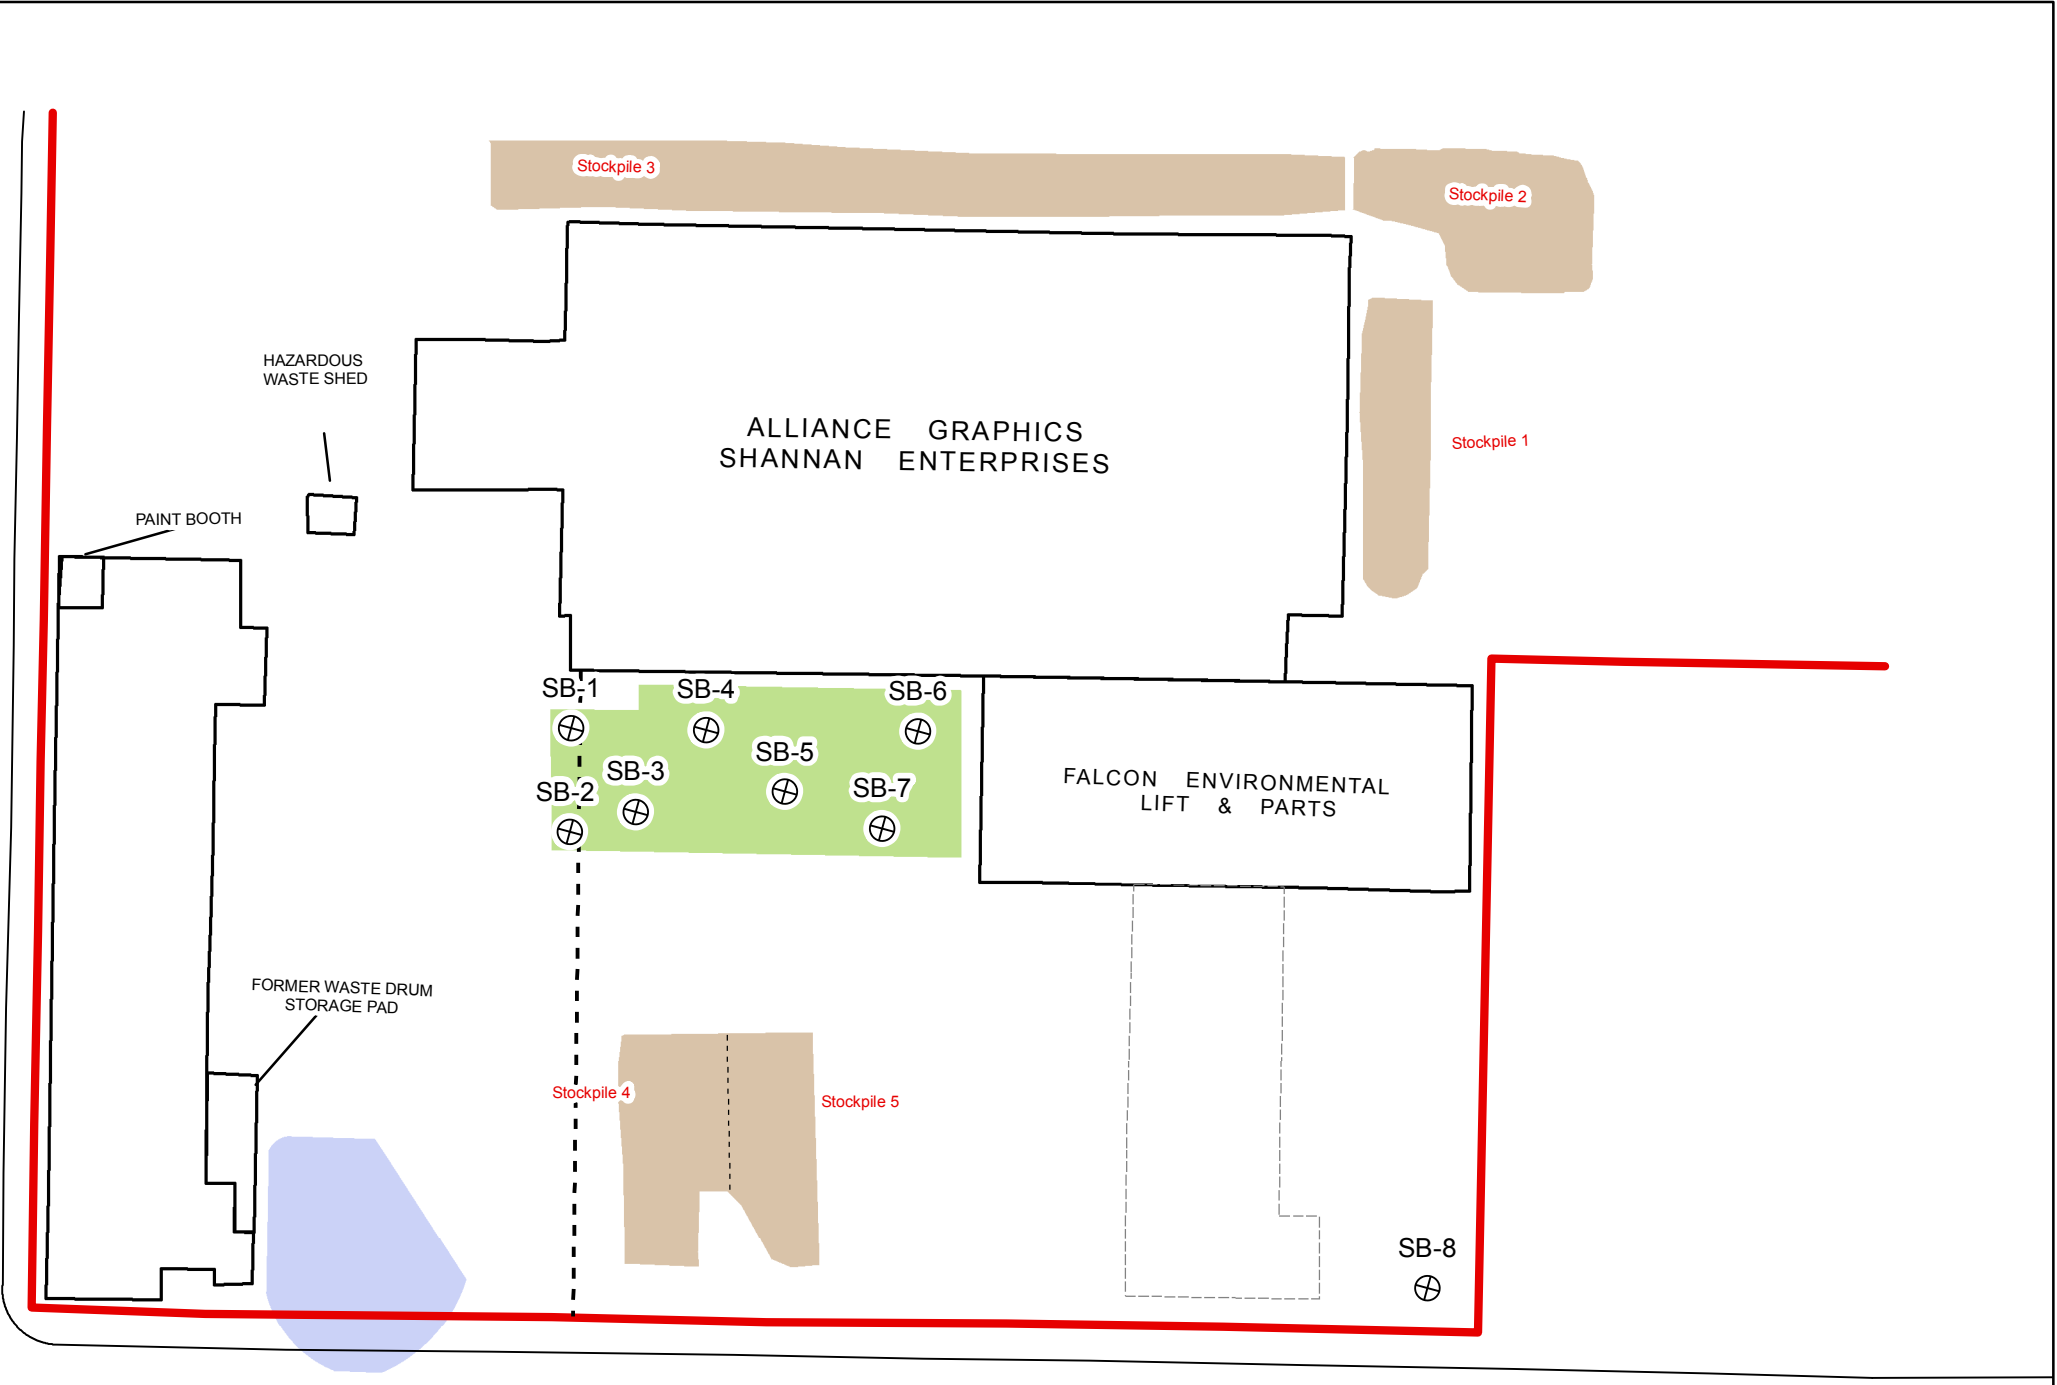 Stockpile 3
Stockpile 2
HAZARDOUS
WASTE SHED
ALLIANCE GRAPHICS
SHANNAN ENTERPRISES
Stockpile 1
PAINT BOOTH
SB-1
SB-4
SB-6
SB-5
SB-3
SB-2
SB-7
FALCON ENVIRONMENTAL
LIFT & PARTS
FORMER WASTE DRUM
STORAGE PAD
Stockpile 4
Stockpile 5
SB-8